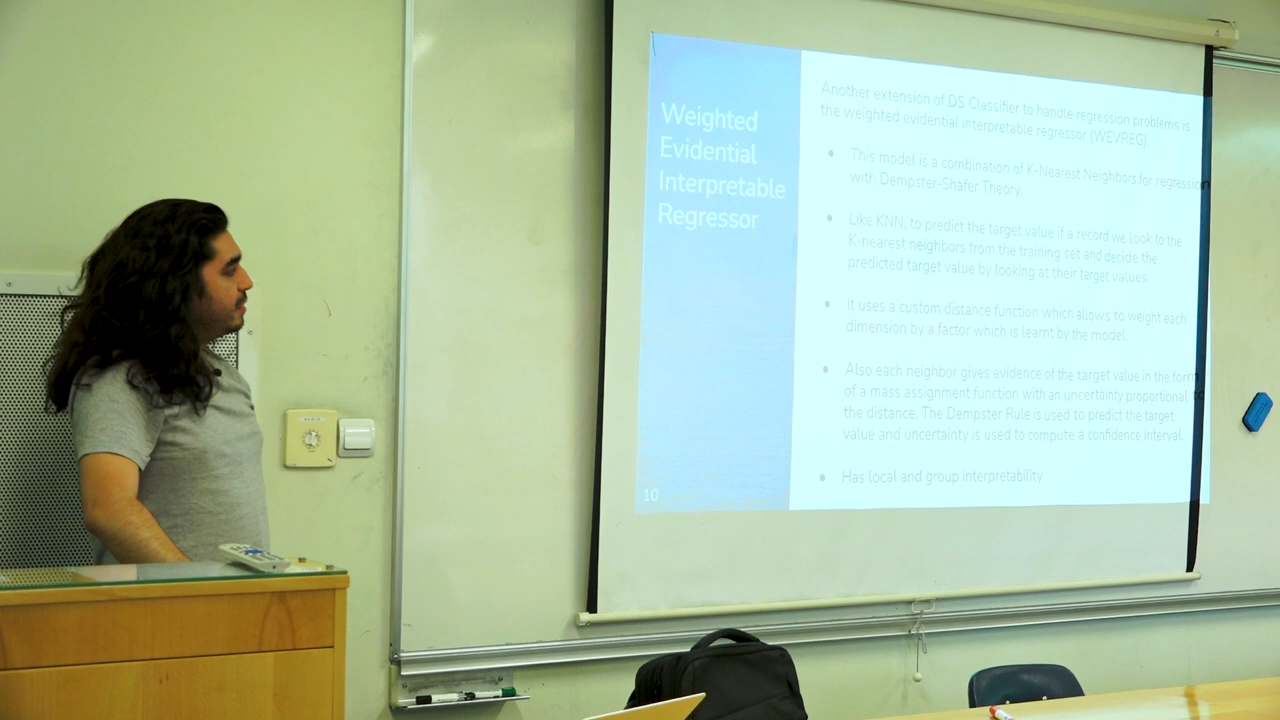 Weighted
Evidential
Interpretable
Regressor
10
Another extension of DS Classifier to handle regression problems is
the weighted evidential interpretable regressor (WEVREG).
This model is a combination of K-Nearest Neighbors for regression
with Dempster-Shafer Theory.
Like KNN, to predict the target value if a record we look to the
K-nearest neighbors from the training set and decide the
predicted target value by looking at their target values.
It uses a custom distance function which allows, to weight each
dimension by a factor which is learnt by the model.
Also each neighbor gives evidence of the target value in the form
of a mass assignment function with an uncertainty proportional to
the distance. The Dempster Rule is used to predict the target
value and uncertainty is used to compute a confidence interval.
Has local and group interpretability